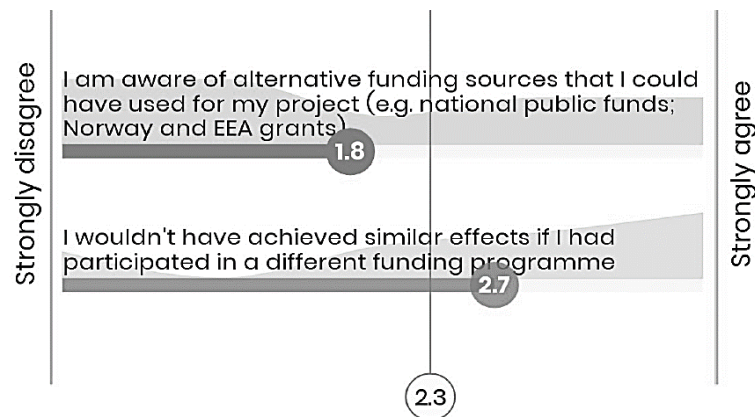 Strongly disagree
I am aware of alternative funding sources that I could
have used for my project (e.g. national public funds;
Norway and EEA grants)
1.8
I wouldn't have achieved similar effects if I had
participated in a different funding programme
2.7
2.3
Strongly agree